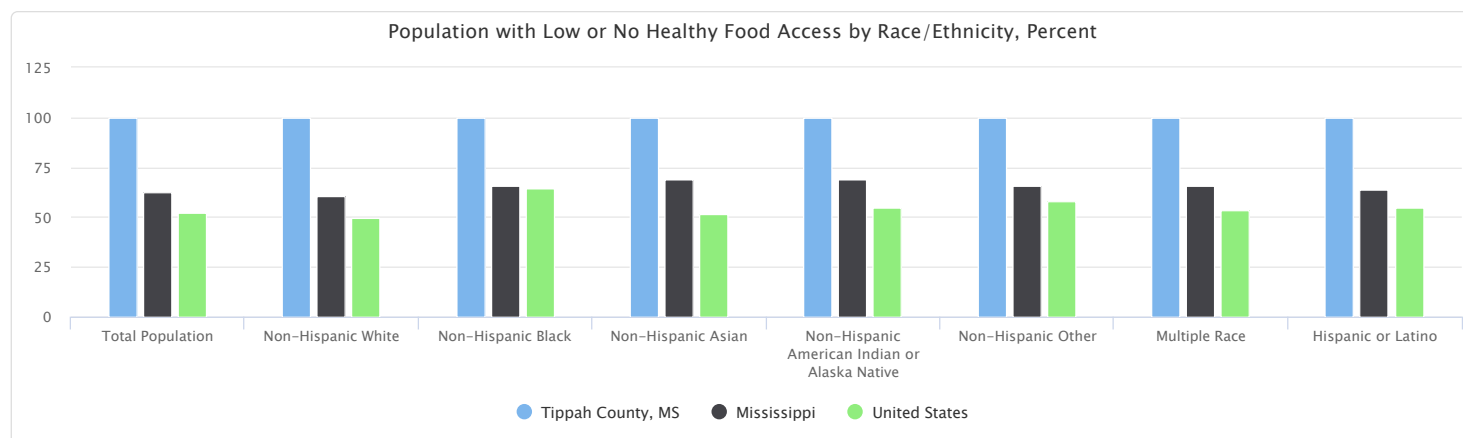 Population with Low or No Healthy Food Access by Race/Ethnicity, Percent
125
100
75
50
25
0
Total Population
Non-Hispanic White
Non-Hispanic Black
Non-Hispanic Asian
Non-Hispanic
American Indian or
Alaska Native
Non-Hispanic Other
Multiple Race
Hispanic or Latino
Tippah County, MS
Mississippi
United States